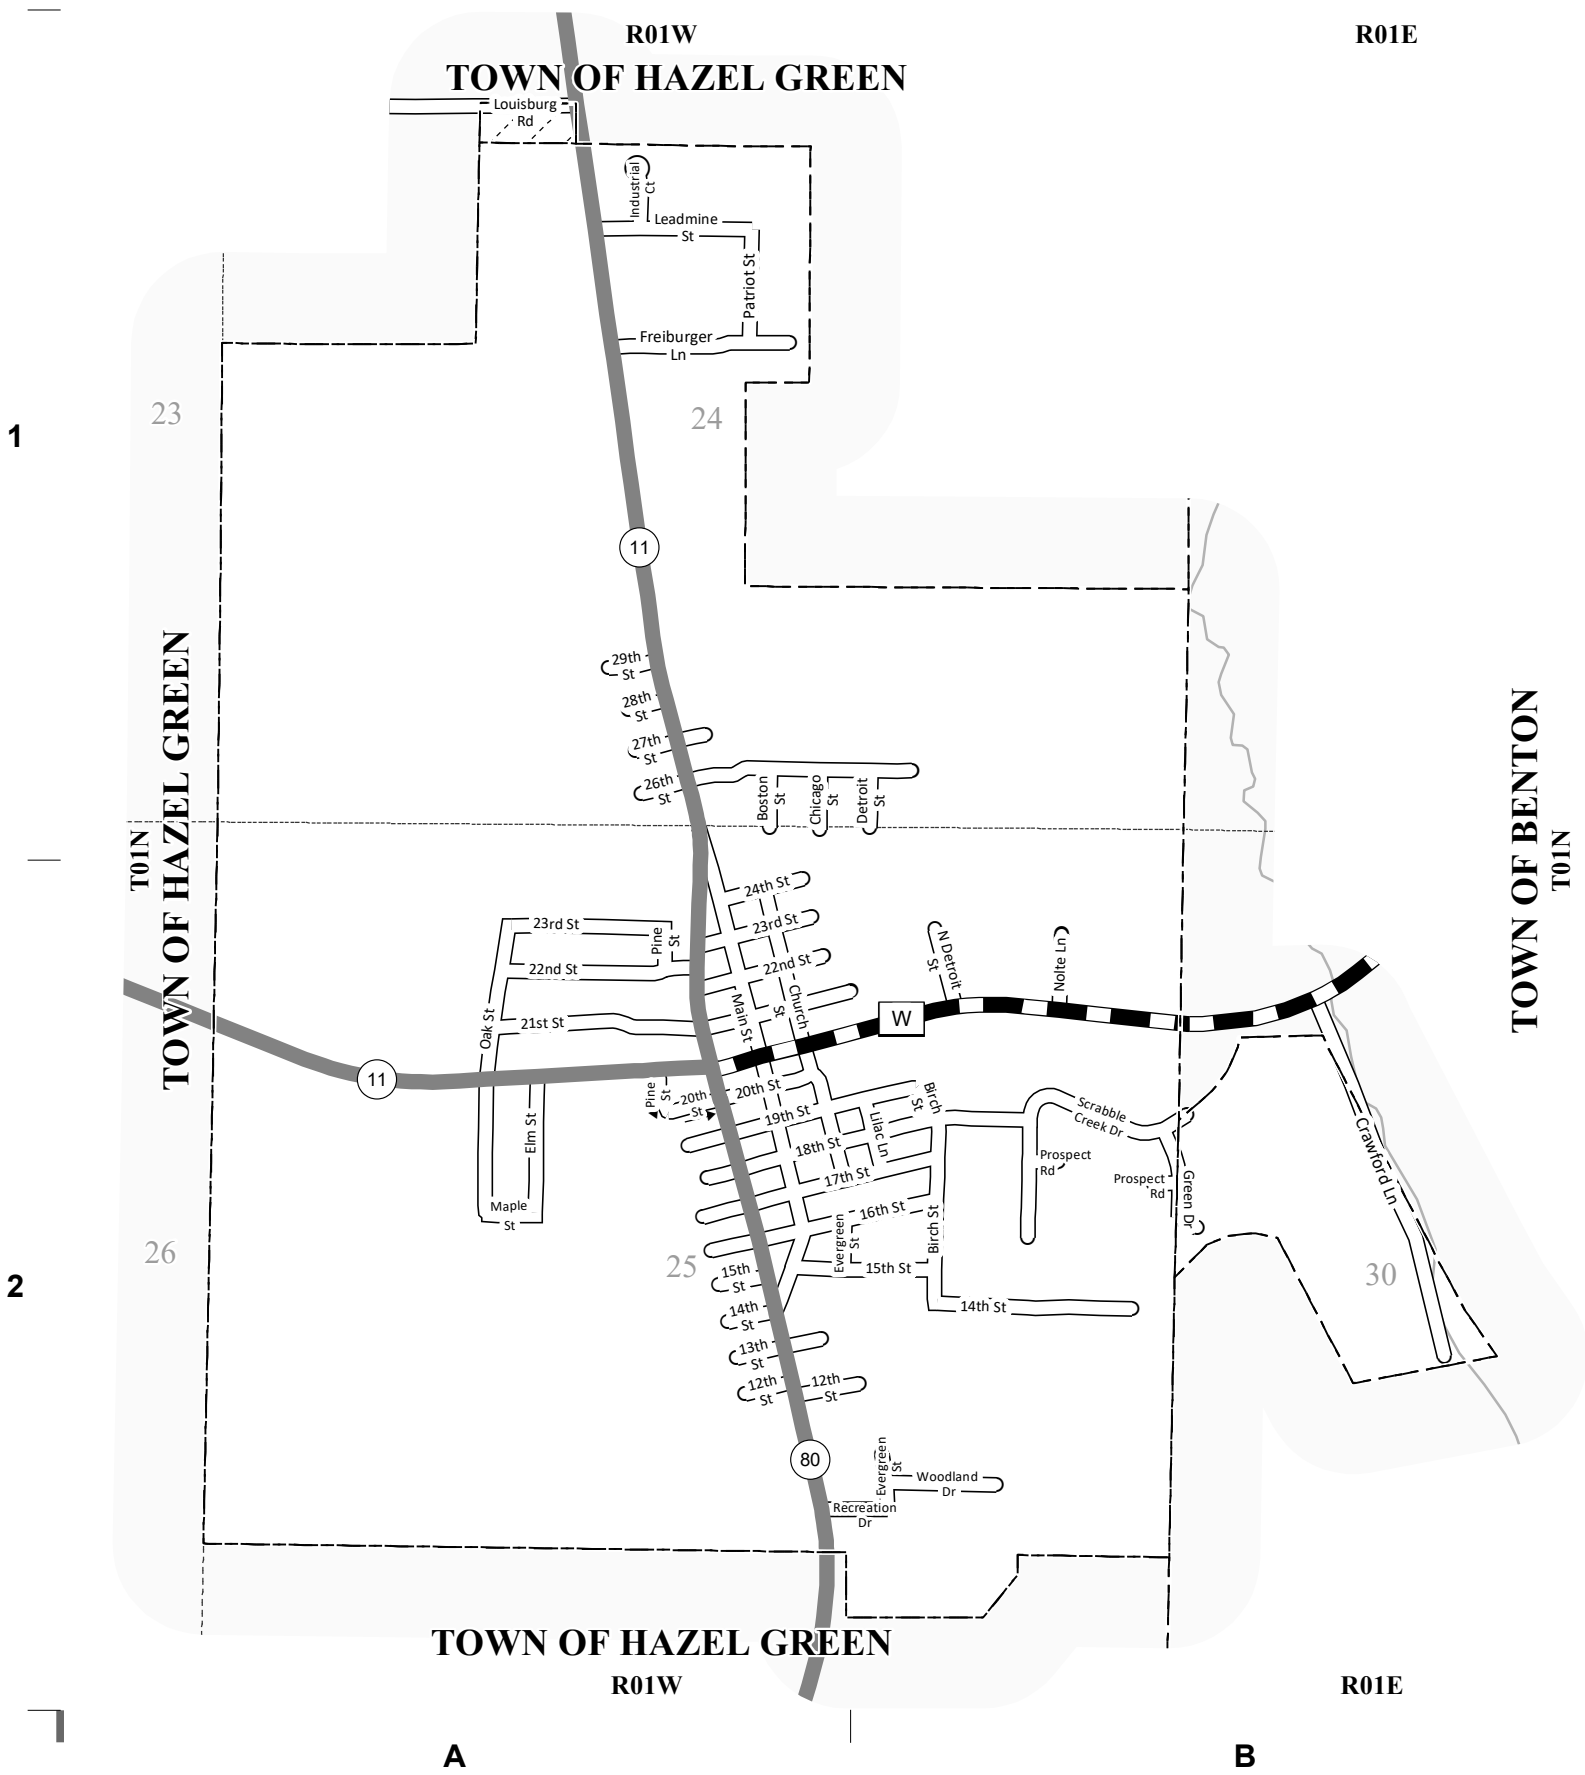 R01W
R01E
TOWN OF HAZEL GREEN
Louisburg
Rd
Industrial
Ct
Leadmine
St
Patriot St
Freiburger
Ln
23
24
1
11
29th
St
28th
St
27th
St
26th
St
Boston
St
Chicago
St
Detroit
St
TOWN OF HAZEL GREEN
T01N
TOWN OF BENTON
T01N
24th St
23rd St
23rd St
Pine
St
22nd St
22nd St
N Detroit
St
Nolte Ln
Oak St
21st St
Main St
Church
St
W
11
Pine
St
20th
St
20th St
19th St
Birch
St
Lilac Ln
18th St
17th St
16th St
Elm St
Maple
St
Scrabble
Creek Dr
Prospect
Rd
Prospect
Rd
Green Dr
Crawford Ln
Evergreen
St
Birch St
15th St
15th
St
14th St
14th
St
13th
St
12th
St
12th
St
26
25
30
2
80
Evergreen
St
Woodland
Dr
Recreation
Dr
TOWN OF HAZEL GREEN
R01W
R01E
A
B